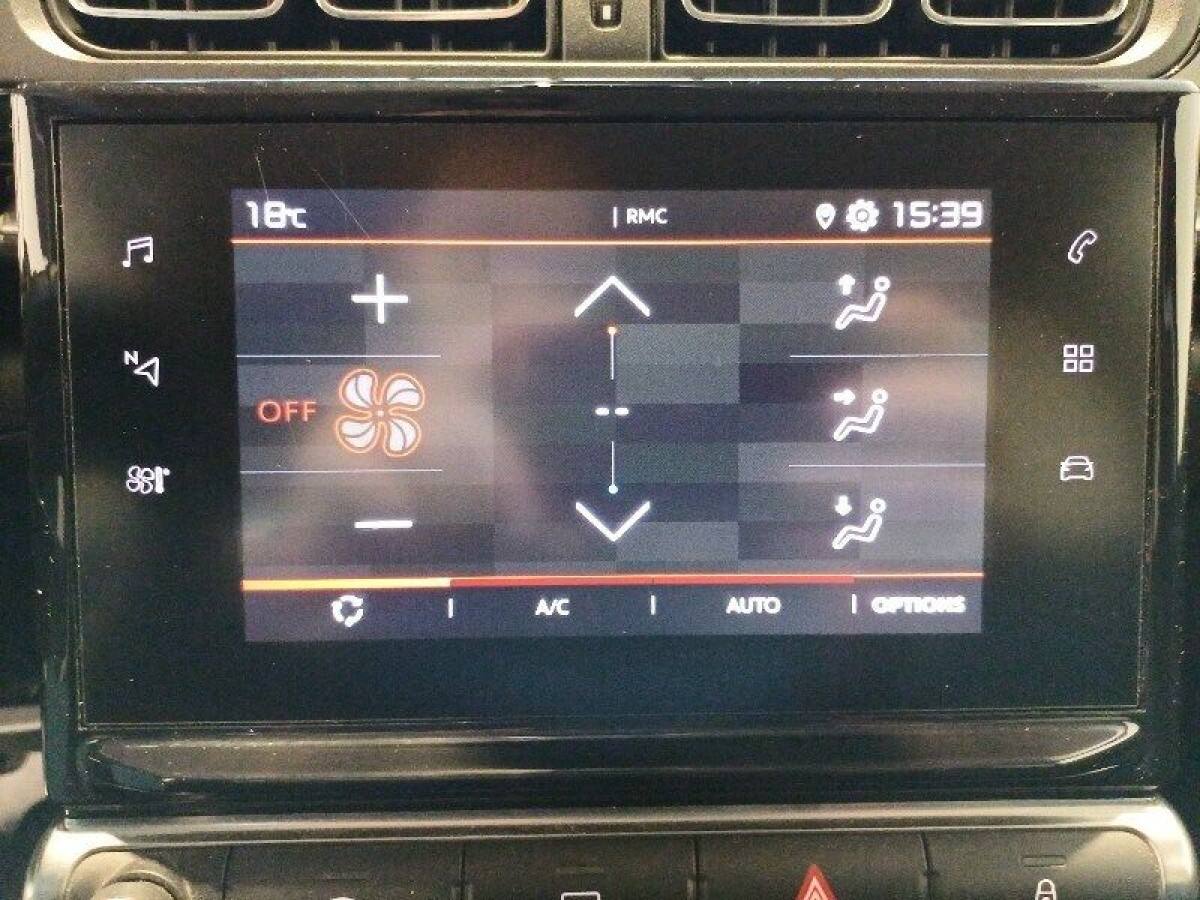 18°C | RMC 15:39
N
OFF
--
A/C | AUTO | OPTIONS